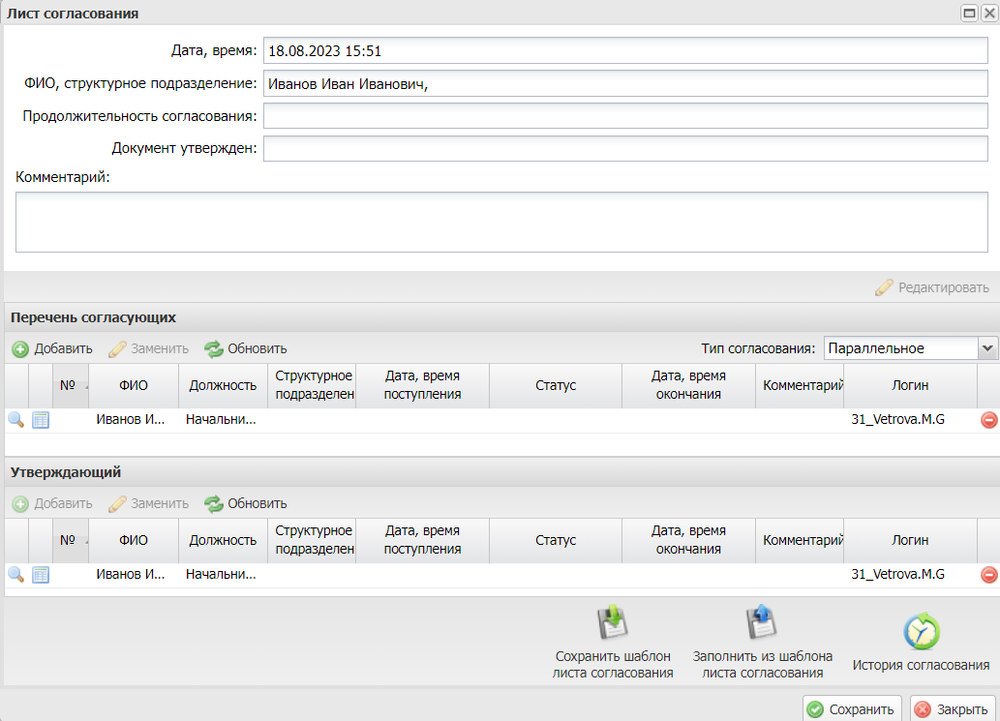 Лист согласования
Дата, время: 18.08.2023 15:51
ФИО, структурное подразделение: Иванов Иван Иванович,
Продолжительность согласования:
Документ утвержден:
Комментарий:
Редактировать
Перечень согласующих
Добавить Заменить Обновить Тип согласования: Параллельное
№ ФИО Должность Структурное подразделен Дата, время поступления Статус Дата, время окончания Комментарий Логин
Иванов И... Начальни... 31_Vetrova.M.G
Утверждающий
Добавить Заменить Обновить
№ ФИО Должность Структурное подразделен Дата, время поступления Статус Дата, время окончания Комментарий Логин
Иванов И... Начальни... 31_Vetrova.M.G
Сохранить шаблон
листа согласования
Заполнить из шаблона
листа согласования
История согласования
Сохранить Закрыть